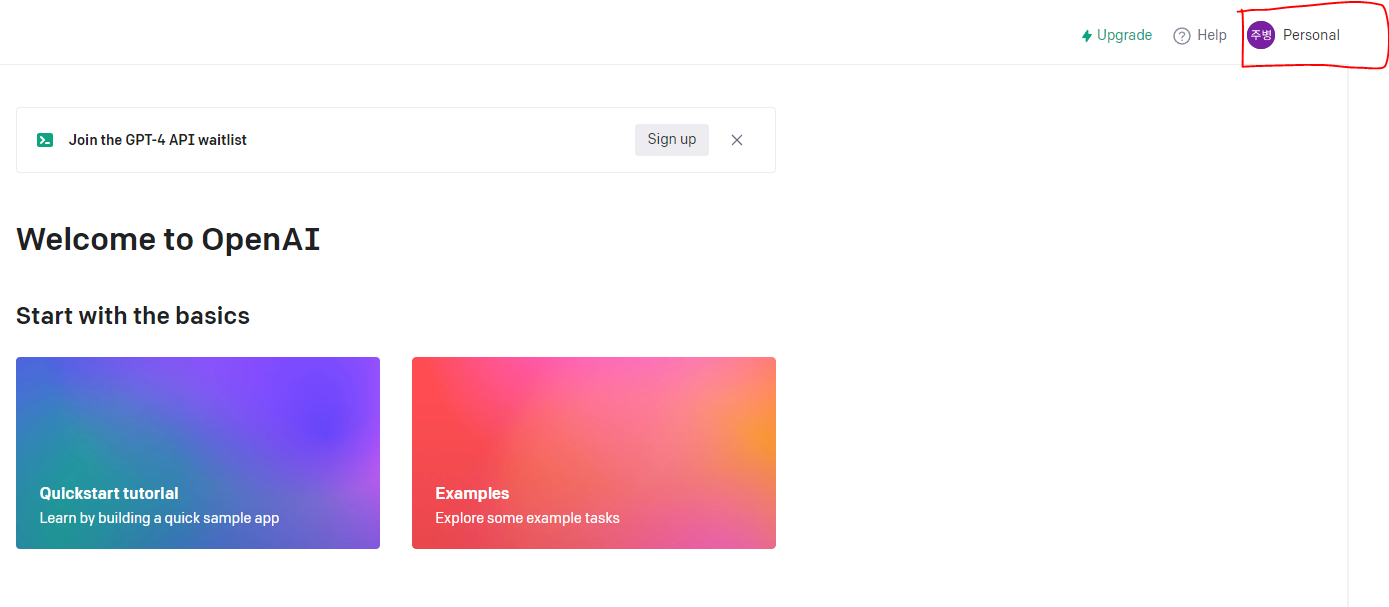 Upgrade Help 주병 Personal
Join the GPT-4 API waitlist Sign up
Welcome to OpenAI
Start with the basics
Quickstart tutorial
Learn by building a quick sample app
Examples
Explore some example tasks